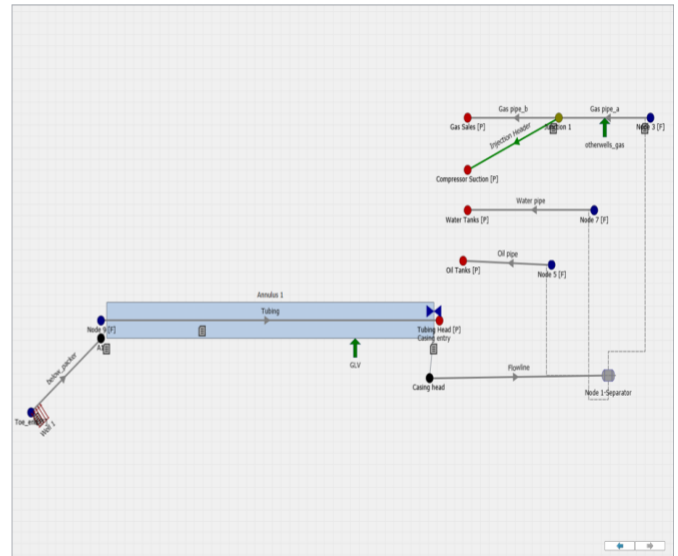 Gas pipe_b
Gas pipe_a
Gas Sales [P]
Junction 1
Node 3 [F]
Injection Header
otherwells_gas
Compressor Suction [P]
Water pipe
Water Tanks [P]
Node 7 [F]
Oil pipe
Oil Tanks [P]
Node 5 [F]
Annulus 1
Tubing
Node 9 [F]
Tubing Head [P]
Casing entry
GLV
below_packer
Flowline
Casing head
Node 1-Separator
Well 1